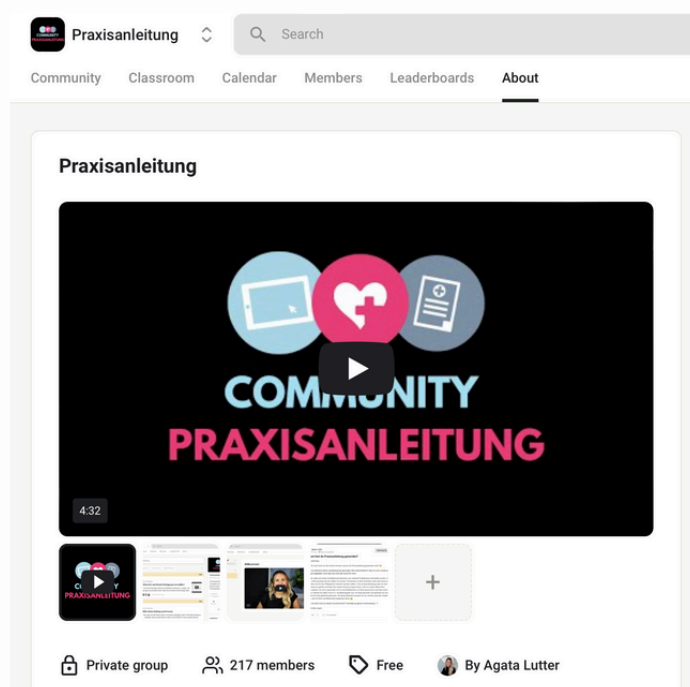 Praxisanleitung
Search
Community Classroom Calendar Members Leaderboards About
Praxisanleitung
COMMUNITY
PRAXISANLEITUNG
4:32
PRAXISANLEITUNG
Private group 217 members Free By Agata Lutter